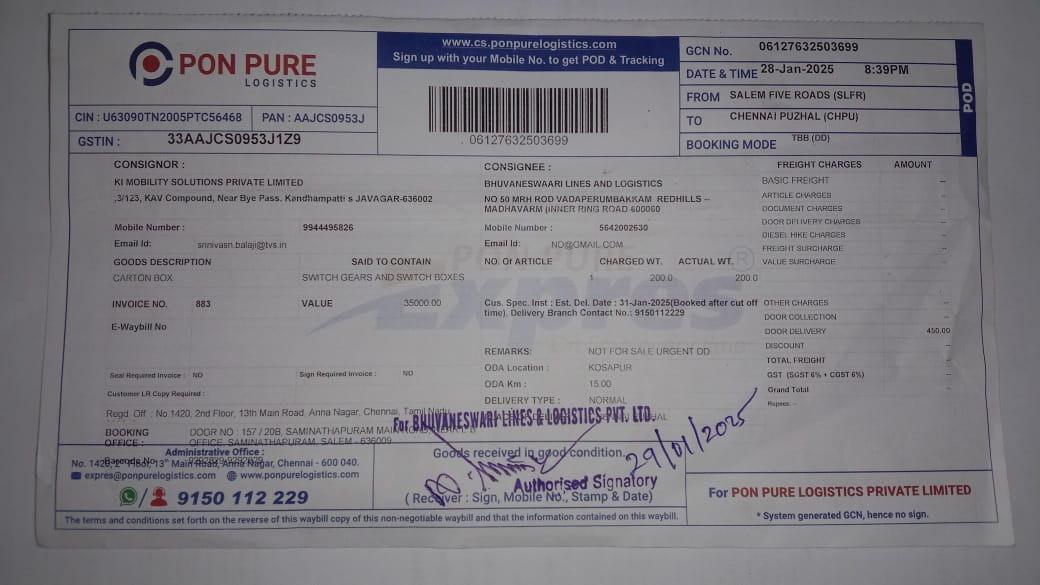 PON PURE
LOGISTICS
CIN : U63090TN2005PTC56468 PAN : AAJCS0953J
GSTIN : 33AAJCS0953J1Z9
www.cs.ponpurelogistics.com
Sign up with your Mobile No. to get POD & Tracking
06127632503699
GCN No. 06127632503699
DATE & TIME 28-Jan-2025 8:39PM
FROM SALEM FIVE ROADS (SLFR)
TO CHENNAI PUZHAL (CHPU)
BOOKING MODE TBB (DD)
POD
CONSIGNOR :
KI MOBILITY SOLUTIONS PRIVATE LIMITED
,3/123, KAV Compound, Near Bye Pass. Kandhampatti s JAVAGAR-636002
Mobile Number : 9944495826
Email Id: srinivasn.balaji@tvs.in
GOODS DESCRIPTION SAID TO CONTAIN
CARTON BOX SWITCH GEARS AND SWITCH BOXES
INVOICE NO. 883 VALUE 35000.00
E-Waybill No
Seal Required Invoice : NO Sign Required Invoice : NO
Customer LR Copy Required :
CONSIGNEE :
BHUVANESWAARI LINES AND LOGISTICS
NO 50 MRH ROD VADAPERUMBAKKAM REDHILLS --
MADHAVARM (INNER RING ROAD-600060
Mobile Number : 5642002630
Email Id: NO@GMAIL.COM
NO. Of ARTICLE CHARGED WT. ACTUAL WT.
1 200.0 200.0
Cus. Spec. Inst : Est. Del. Date : 31-Jan-2025(Booked after cut off
time), Delivery Branch Contact No.: 9150112229
REMARKS: NOT FOR SALE URGENT DD
ODA Location : KOSAPUR
ODA Km : 15.00
DELIVERY TYPE : NORMAL
FREIGHT CHARGES AMOUNT
BASIC FREIGHT --
ARTICLE CHARGES --
DOCUMENT CHARGES --
DOOR DELIVERY CHARGES --
DIESEL HIKE CHARGES --
FREIGHT SURCHARGE --
VALUE SURCHARGE --
OTHER CHARGES --
DOOR COLLECTION --
DOOR DELIVERY 450.00
DISCOUNT --
TOTAL FREIGHT --
GST (SGST 6% + CGST 6%) --
Grand Total --
Rupees. --
PON PURE
Express
Regd. Off. : No.1420, 2nd Floor, 13th Main Road, Anna Nagar, Chennai, Tamil Nadu
BOOKING DOOR NO : 157 / 20B, SAMINATHAPURAM MAIN ROAD,
OFFICE : OFFICE, SAMINATHAPURAM, SALEM - 636009
For BHUVANESWARI LINES & LOGISTICS PVT. LTD.
29/01/2025
Authorised Signatory
Administrative Office :
No. 1420, 2nd Floor, 13th Main Road, Anna Nagar, Chennai - 600 040.
expres@ponpurelogistics.com www.ponpurelogistics.com
9150 112 229
Goods received in good condition.
( Receiver : Sign, Mobile No., Stamp & Date)
For PON PURE LOGISTICS PRIVATE LIMITED
* System generated GCN, hence no sign.
The terms and conditions set forth on the reverse of this waybill copy of this non-negotiable waybill and that the information contained on this waybill.